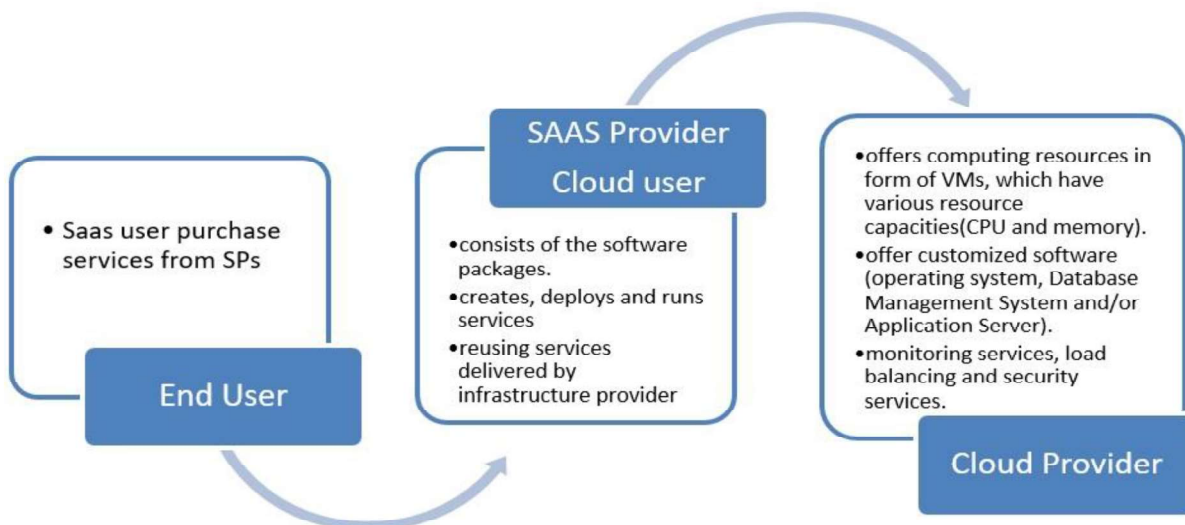 • Saas user purchase
services from SPs
End User
SAAS Provider
Cloud user
•consists of the software
packages.
•creates, deploys and runs
services
•reusing services
delivered by
infrastructure provider
•offers computing resources in
form of VMs, which have
various resource
capacities(CPU and memory).
•offer customized software
(operating system, Database
Management System and/or
Application Server).
•monitoring services, load
balancing and security
services.
Cloud Provider